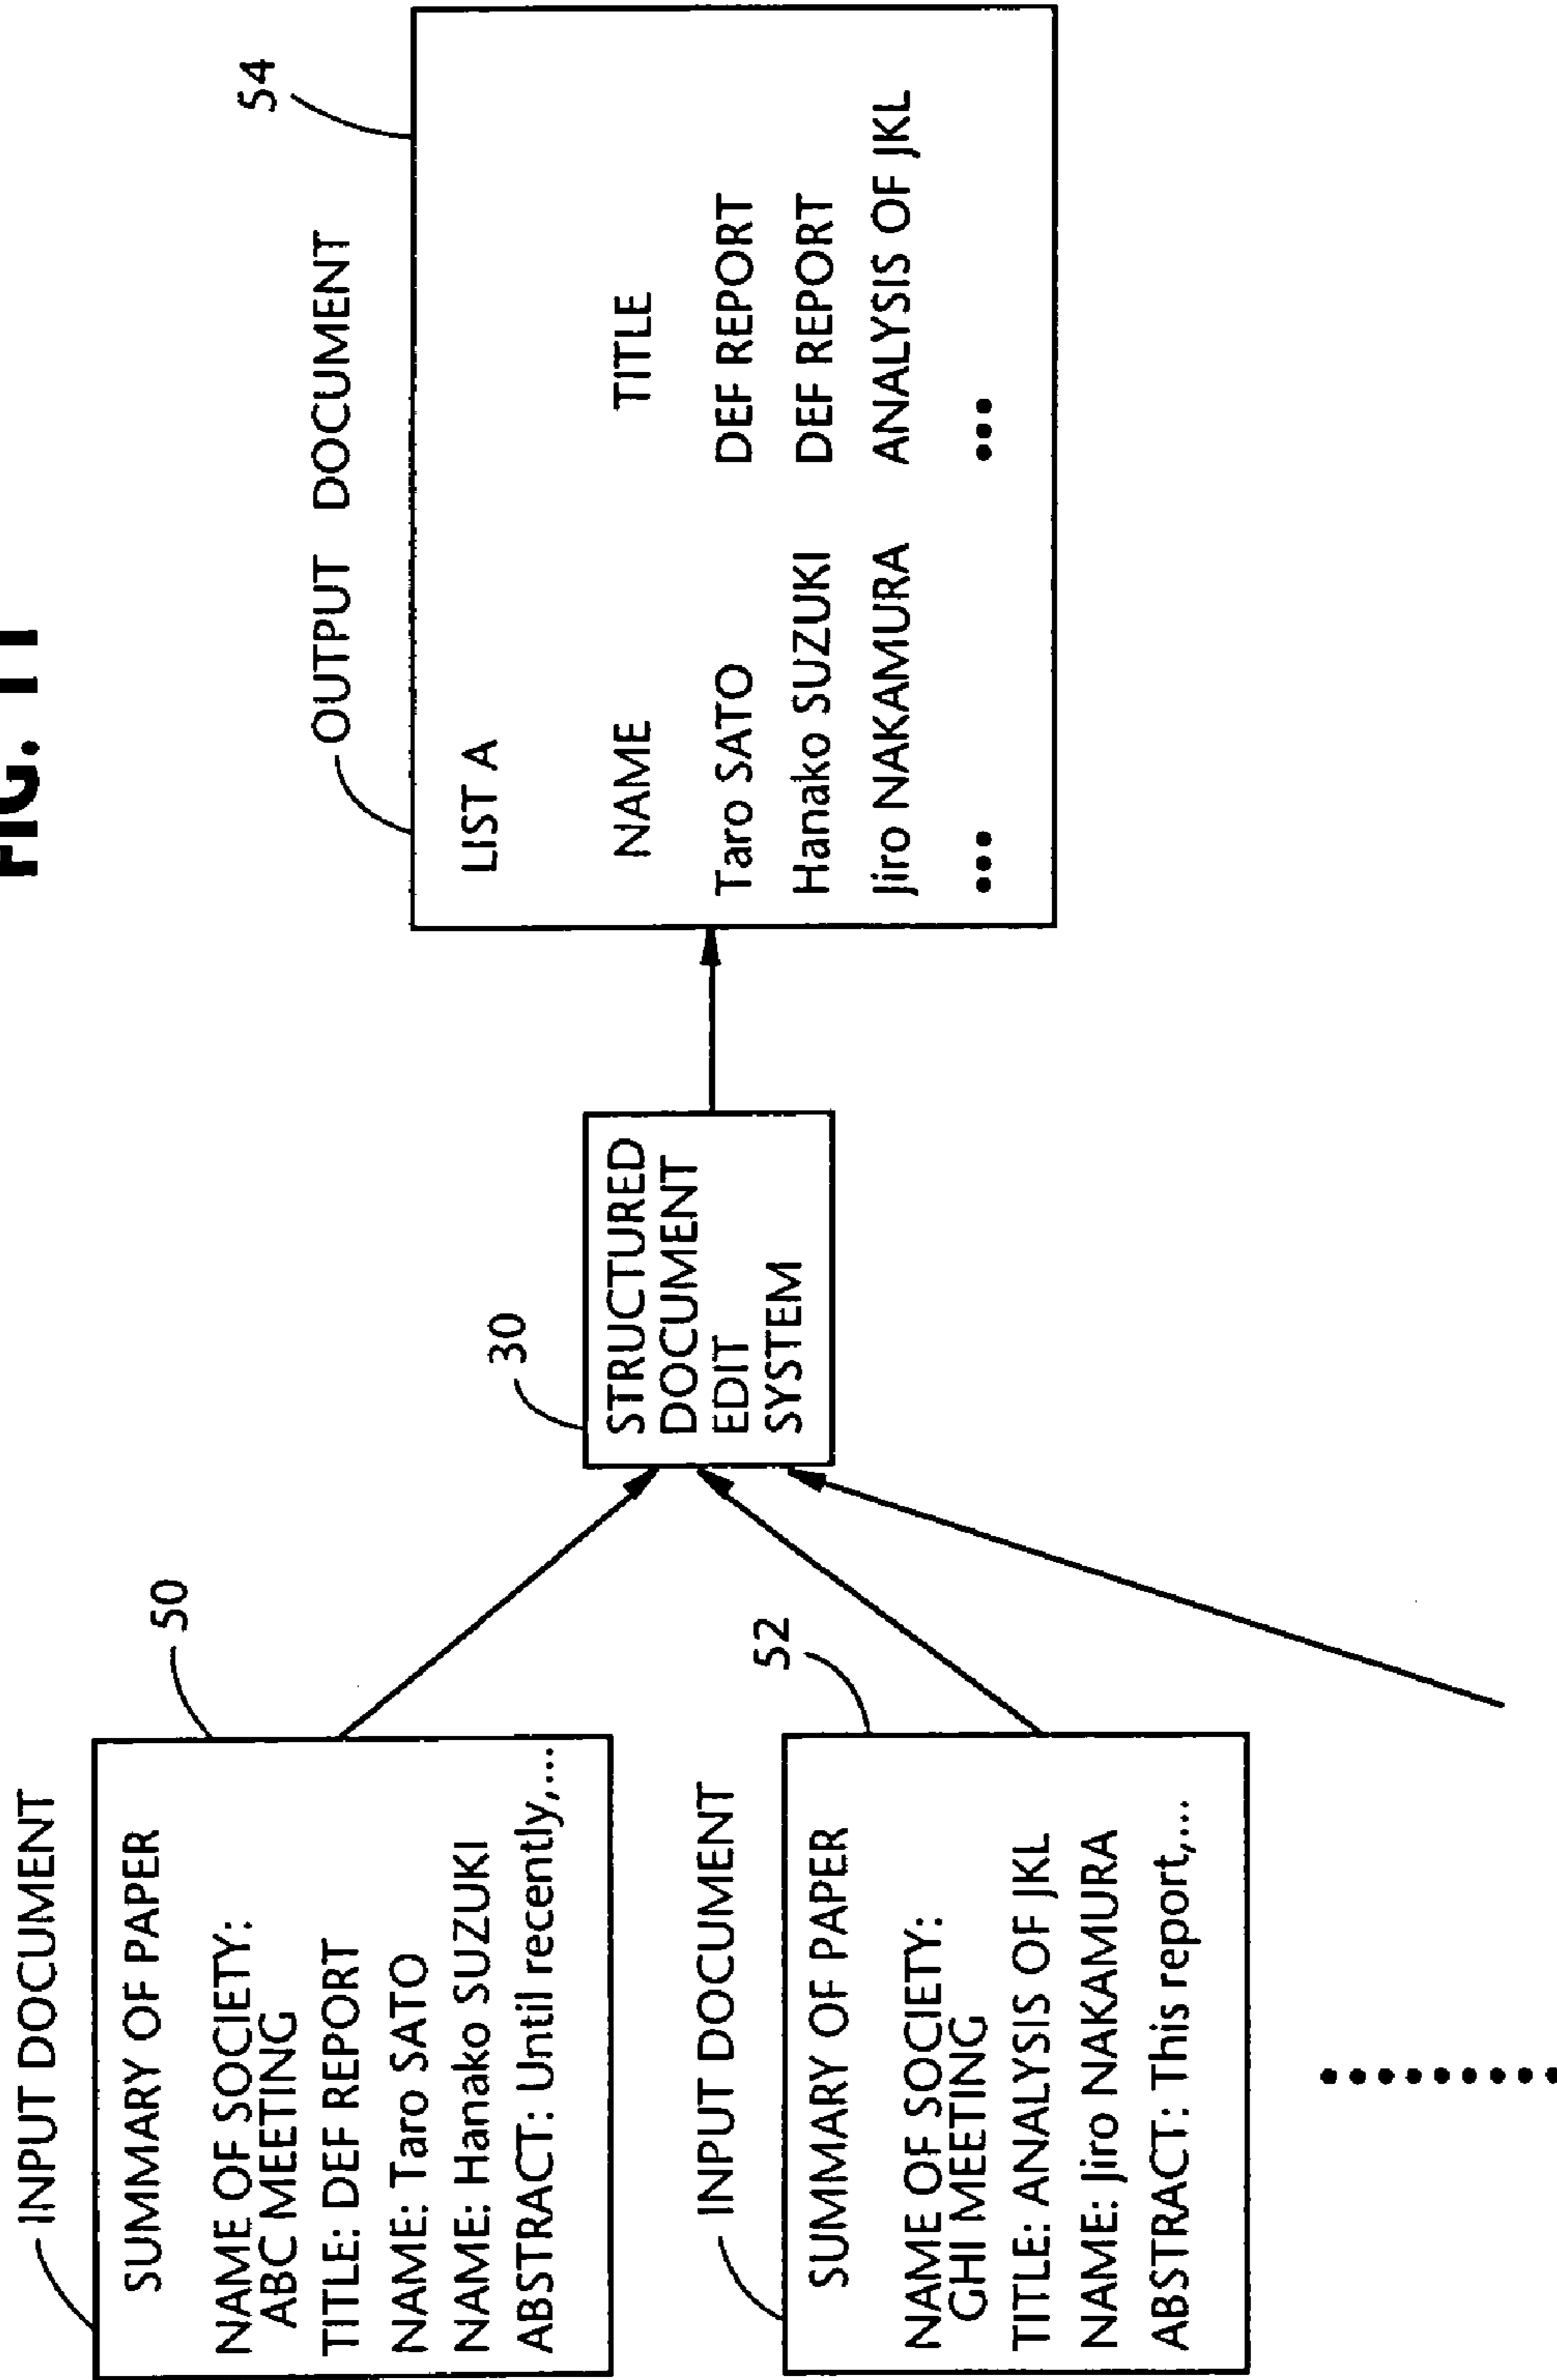 FIG. 11
INPUT DOCUMENT
50
SUMMARY OF PAPER
NAME OF SOCIETY:
ABC MEETING
TITLE: DEF REPORT
NAME: Taro SATO
NAME: Hanako SUZUKI
ABSTRACT: Until recently,...
INPUT DOCUMENT
52
SUMMARY OF PAPER
NAME OF SOCIETY:
GHI MEETING
TITLE: ANALYSIS OF JKL
NAME: Jiro NAKAMURA
ABSTRACT: This report,...
30
STRUCTURED
DOCUMENT
EDIT
SYSTEM
OUTPUT DOCUMENT
54
LIST A
NAME TITLE
Taro SATO DEF REPORT
Hanako SUZUKI DEF REPORT
Jiro NAKAMURA ANALYSIS OF JKL
••• •••